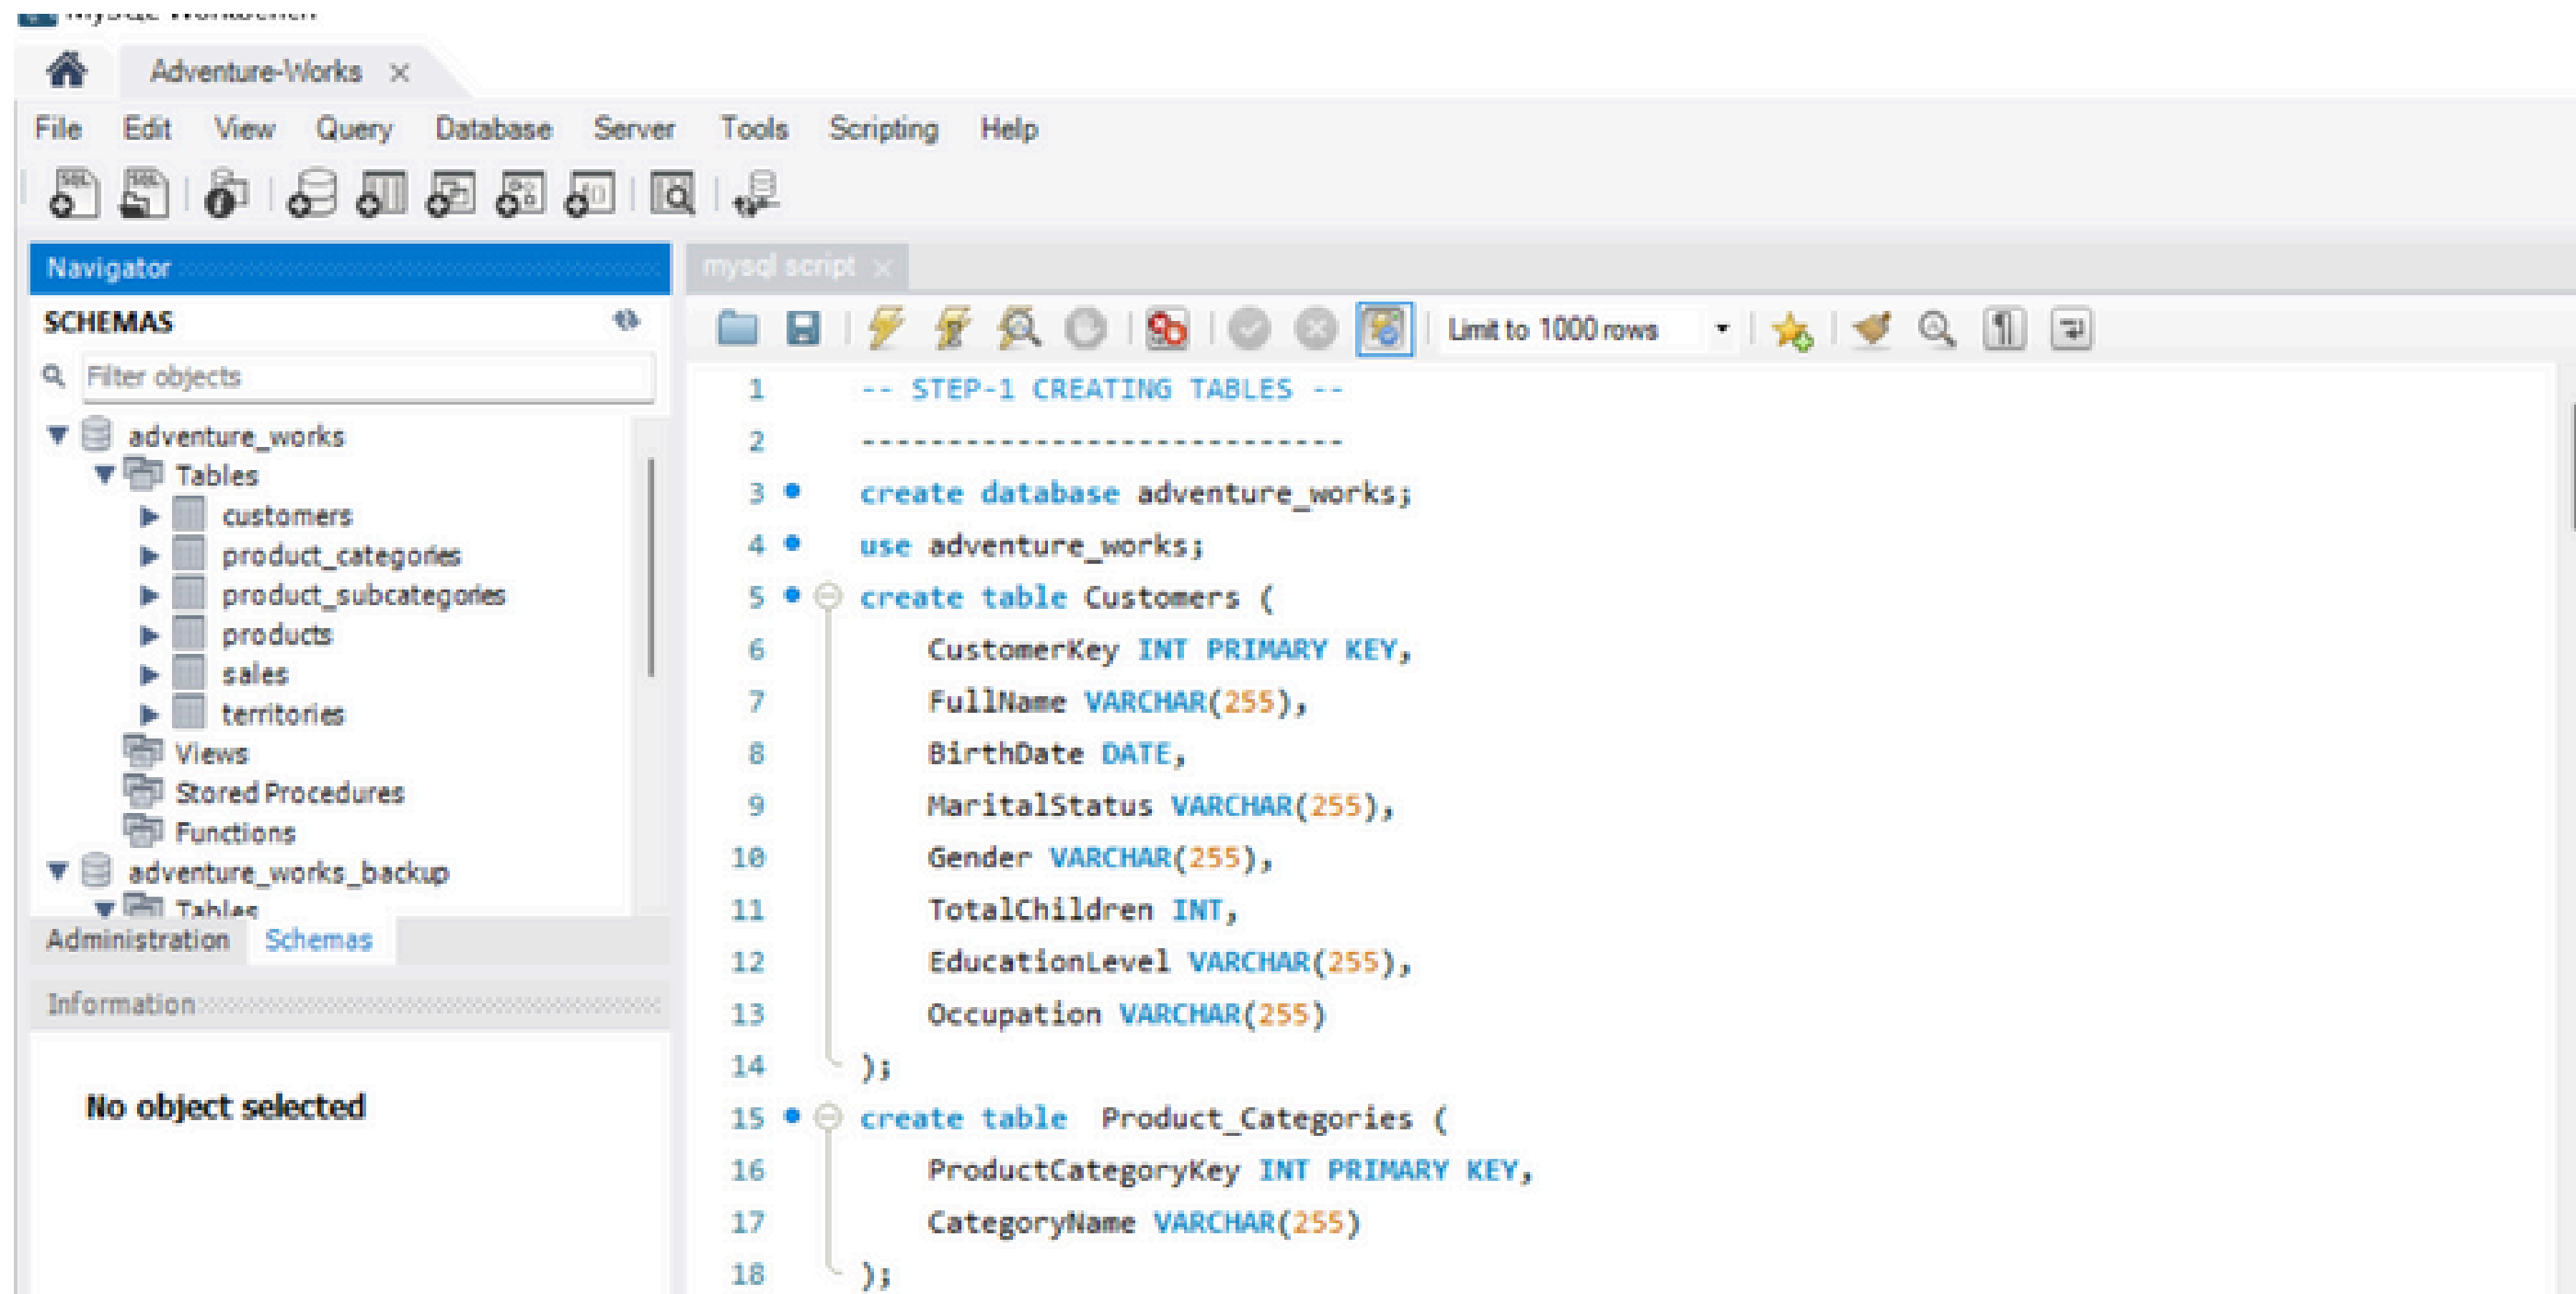 MySQL Workbench
Adventure-Works
File Edit View Query Database Server Tools Scripting Help
Navigator
SCHEMAS
Filter objects
adventure_works
Tables
customers
product_categories
product_subcategories
products
sales
territories
Views
Stored Procedures
Functions
adventure_works_backup
Tables
Administration Schemas
Information
No object selected
mysql script
Limit to 1000 rows
1 -- STEP-1 CREATING TABLES --
2 ----------------------------
3 create database adventure_works;
4 use adventure_works;
5 create table Customers (
6 CustomerKey INT PRIMARY KEY,
7 FullName VARCHAR(255),
8 BirthDate DATE,
9 MaritalStatus VARCHAR(255),
10 Gender VARCHAR(255),
11 TotalChildren INT,
12 EducationLevel VARCHAR(255),
13 Occupation VARCHAR(255)
14 );
15 create table  Product_Categories (
16 ProductCategoryKey INT PRIMARY KEY,
17 CategoryName VARCHAR(255)
18 );